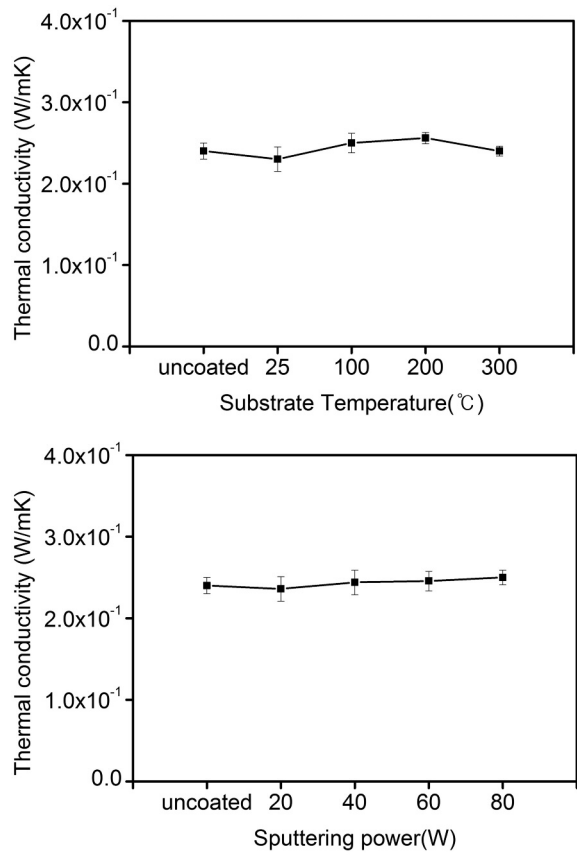 Thermal conductivity (W/mK)
4.0x10⁻¹
3.0x10⁻¹
2.0x10⁻¹
1.0x10⁻¹
0.0
uncoated 25 100 200 300
Substrate Temperature(℃)
Thermal conductivity (W/mK)
4.0x10⁻¹
3.0x10⁻¹
2.0x10⁻¹
1.0x10⁻¹
0.0
uncoated 20 40 60 80
Sputtering power(W)